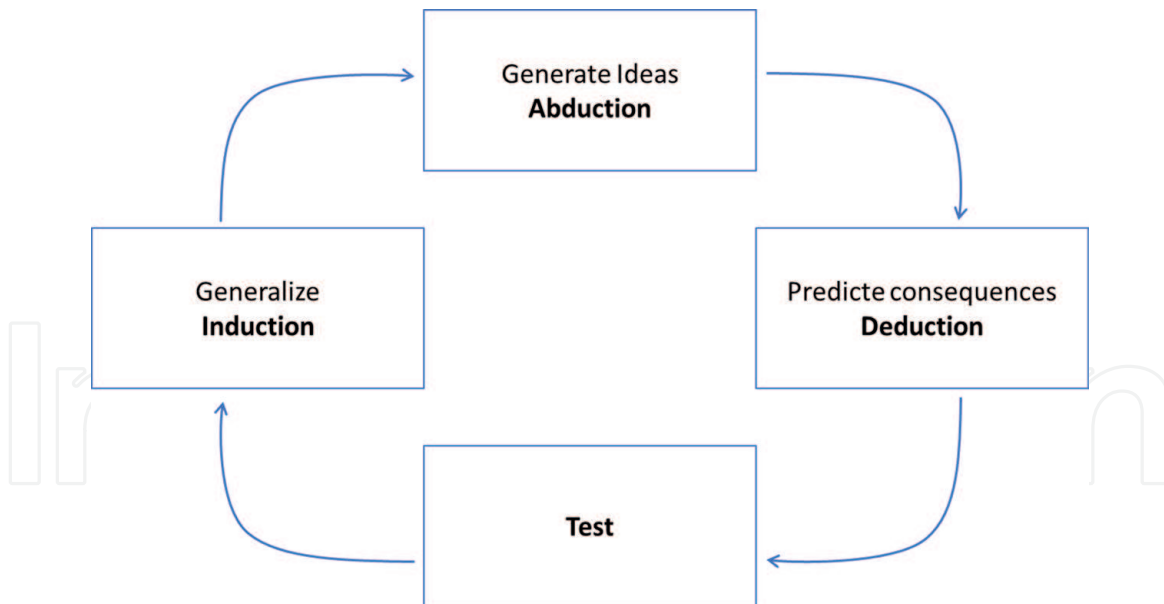 Generate Ideas
Abduction
Predicte consequences
Deduction
Test
Generalize
Induction